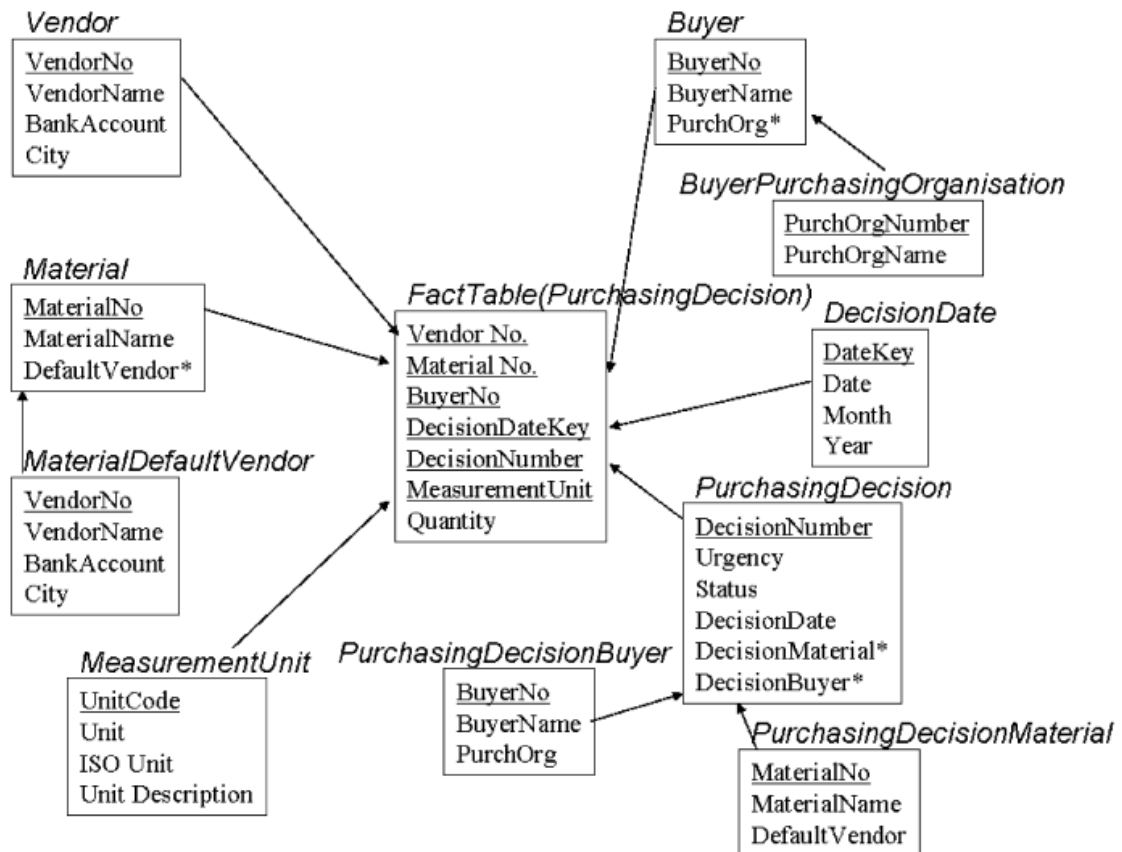 Vendor
VendorNo
VendorName
BankAccount
City
Buyer
BuyerNo
BuyerName
PurchOrg*
BuyerPurchasingOrganisation
PurchOrgNumber
PurchOrgName
Material
MaterialNo
MaterialName
DefaultVendor*
FactTable(PurchasingDecision)
Vendor No.
Material No.
BuyerNo
DecisionDateKey
DecisionNumber
MeasurementUnit
Quantity
DecisionDate
DateKey
Date
Month
Year
MaterialDefaultVendor
VendorNo
VendorName
BankAccount
City
PurchasingDecision
DecisionNumber
Urgency
Status
DecisionDate
DecisionMaterial*
DecisionBuyer*
MeasurementUnit
UnitCode
Unit
ISO Unit
Unit Description
PurchasingDecisionBuyer
BuyerNo
BuyerName
PurchOrg
PurchasingDecisionMaterial
MaterialNo
MaterialName
DefaultVendor